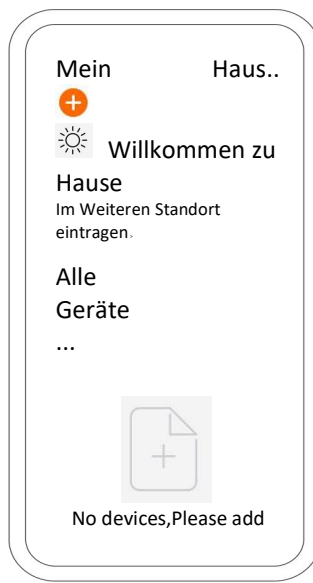 Mein Haus..
Willkommen zu
Hause
Im Weiteren Standort
eintragen.
Alle
Geräte
...
No devices,Please add